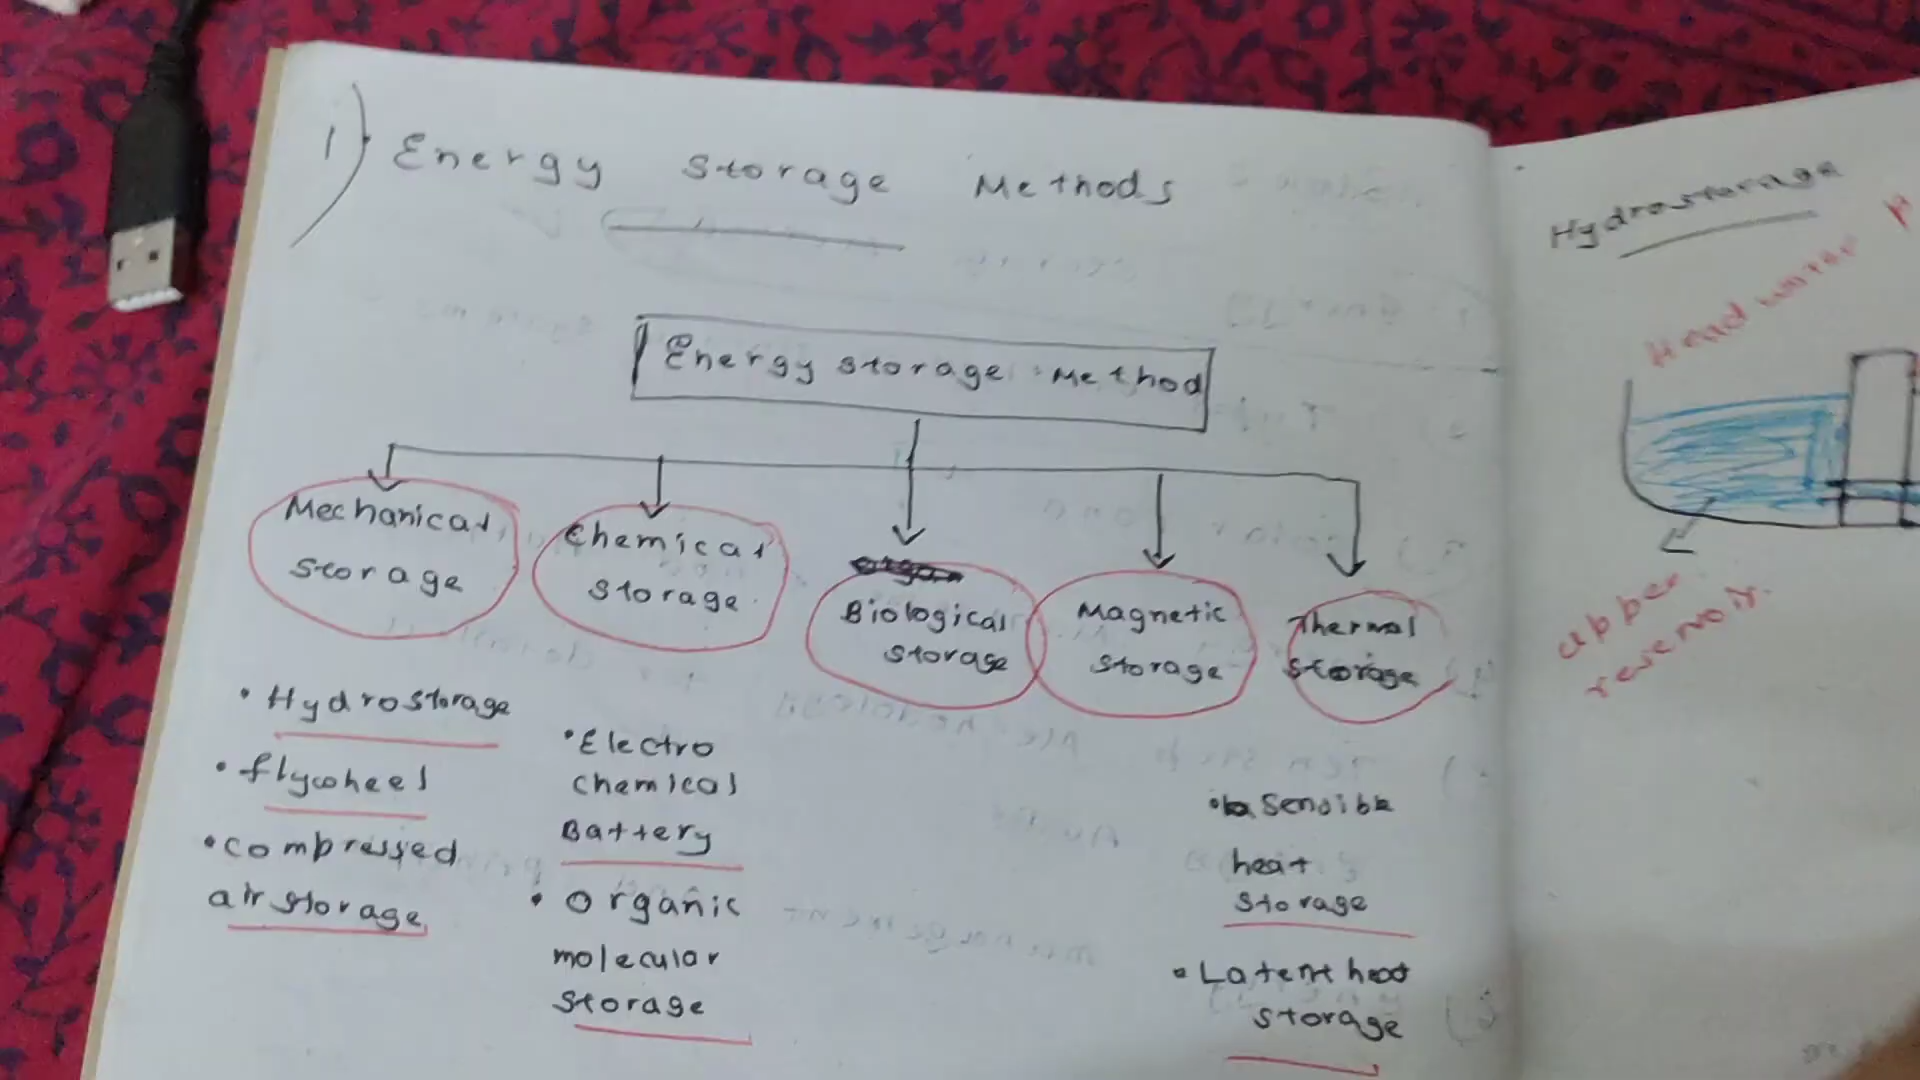 1) Energy storage Methods
Energy storage Method
Mechanical
storage
Chemical
storage
Biological
storage
Magnetic
storage
Thermal
storage
• Hydrostorage
• flywheel
• compressed
air storage
• Electro
chemical
Battery
• Organic
molecular
storage
• Sensible
heat
storage
• Latent heat
storage
Hydrostorage
Head water
upper
reservoir.